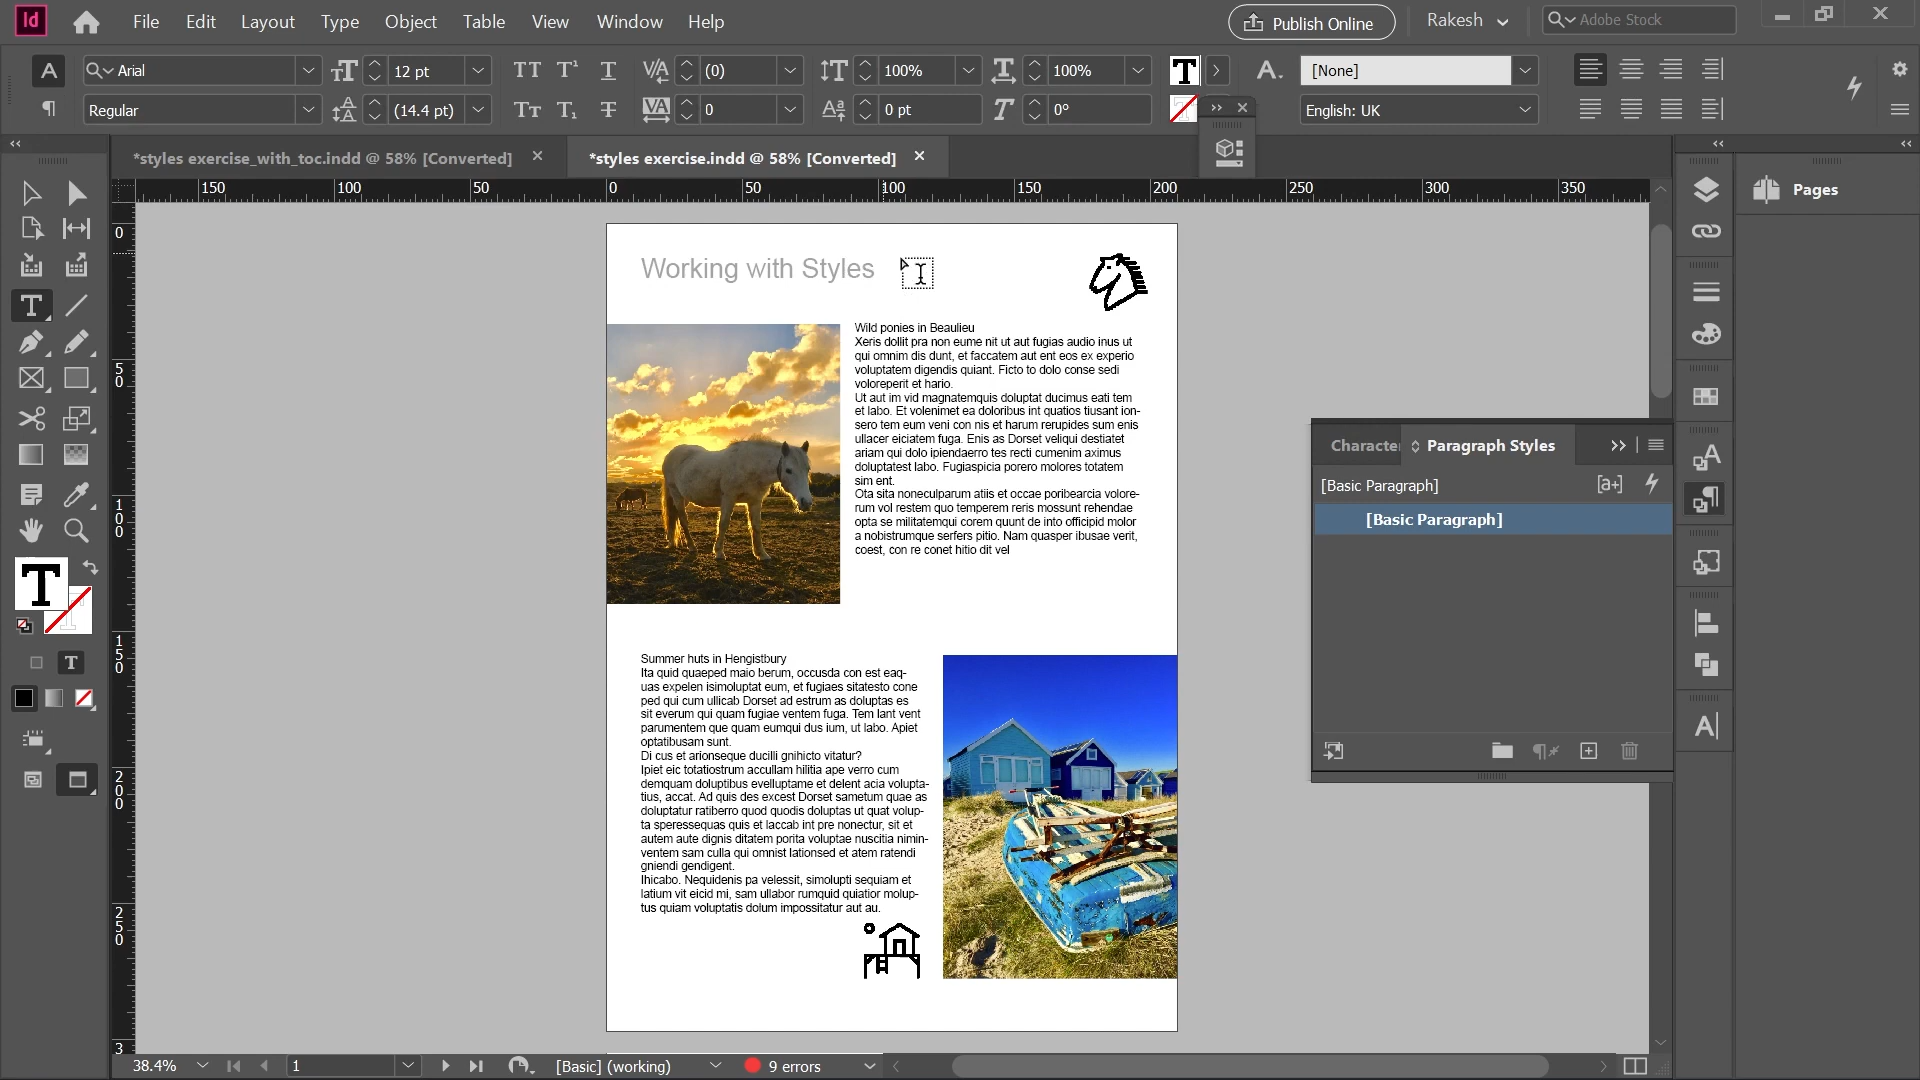 Id
File Edit Layout Type Object Table View Window Help
Publish Online
Rakesh
Adobe Stock
Arial
12 pt
(0)
100%
100%
[None]
Regular
(14.4 pt)
0
0 pt
0°
English: UK
*styles exercise_with_toc.indd @ 58% [Converted]
*styles exercise.indd @ 58% [Converted]
150 100 50 0 50 100 150 200 250 300 350
Pages
0
50
100
150
200
250
3
Working with Styles
Wild ponies in Beaulieu
Xeris dollit pra non eume nit ut aut fugias audio inus ut
qui omnim dis dunt, et faccatem aut ent eos ex experio
voluptatem digendis quiant. Ficto to dolo conse sedi
voloreperit et hario.
Ut aut im vid magnatemquis doluptat ducimus eati tem
et labo. Et volenimet ea doloribus int quatios tiusant ion-
sero tem eum veni con nis et harum rerupides sum enis
ullacer eiciatem fuga. Enis as Dorset veliqui destiatet
ariam qui dolo ipiendaerro tes recti cumenim aximus
doluptatest labo. Fugiaspicia porero molores totatem
sim ent.
Ota sita noneculparum atiis et occae poribearcia volore-
rum vol restem quo temperem reris mossunt rehendae
opta se militatemqui corem quunt de into officipid molor
a nobistrumque serfers pitio. Nam quasper ibusae verit,
coest, con re conet hitio dit vel
Summer huts in Hengistbury
Ita quid quaeped maio berum, occusda con est eaq-
uas expelen isimoluptat eum, et fugiaes sitatesto cone
ped qui cum ullicab Dorset ad estrum as doluptas es
sit everum qui quam fugiae ventem fuga. Tem lant vent
parumentem que quam eumqui dus ium, ut labo. Apiet
optatibusam sunt.
Di cus et arionseque ducilli gnihicto vitatur?
Ipiet eic totatiostrum accullam hilitia ape verro cum
demquam doluptibus evelluptame et delent acia volupta-
tius, accat. Ad quis des excest Dorset sametum quae as
doluptatur ratiberro quod quodis doluptas ut quat volup-
ta speressequas quis et laccab int pre nonectur, sit et
autem aute dignis ditatem porita voluptae nuscitia nimin-
ventem sam culla qui omnist lationsed et atem ratendi
gniendi gendigent.
Ihicabo. Nequidenis pa velessit, simolupti sequiam et
latium vit eicid mi, sam ullabor rumquid quiatior molup-
tus quiam voluptatis dolum impossitatur aut au.
Character Paragraph Styles
[Basic Paragraph]
[Basic Paragraph]
38.4%
1
[Basic] (working)
9 errors